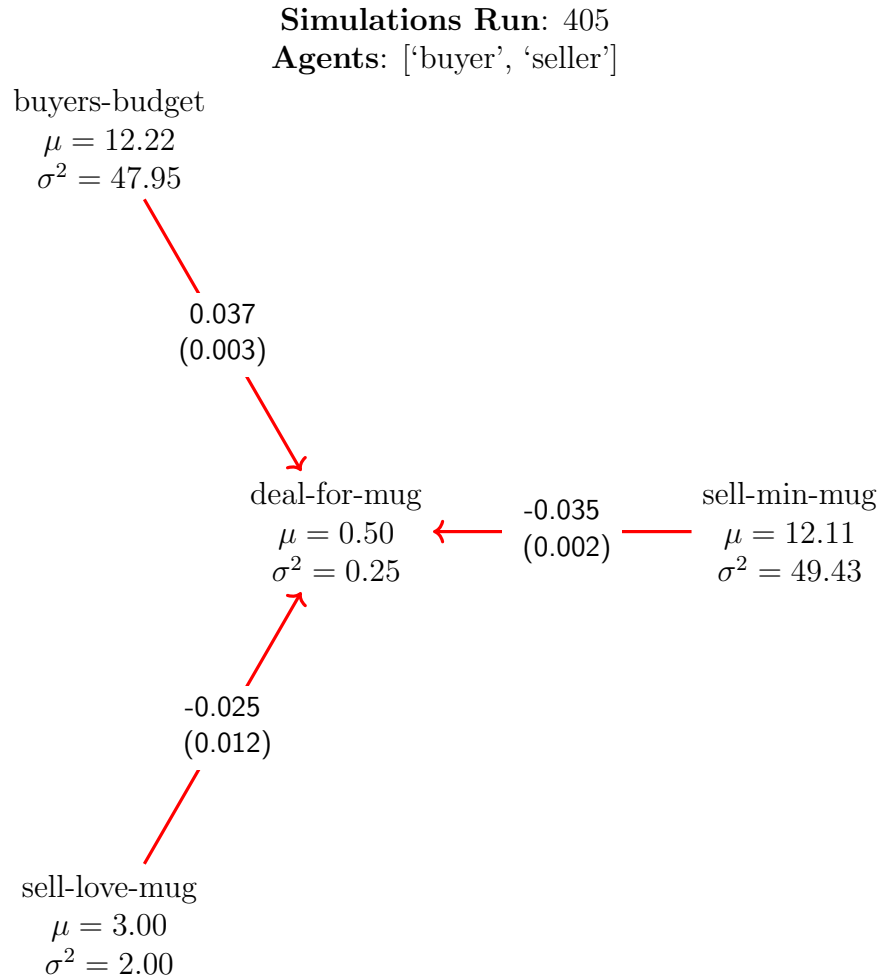 Simulations Run: 405
Agents: [‘buyer’, ‘seller’]
buyers-budget
μ = 12.22
σ² = 47.95
0.037
(0.003)
deal-for-mug
μ = 0.50
σ² = 0.25
-0.035
(0.002)
sell-min-mug
μ = 12.11
σ² = 49.43
-0.025
(0.012)
sell-love-mug
μ = 3.00
σ² = 2.00